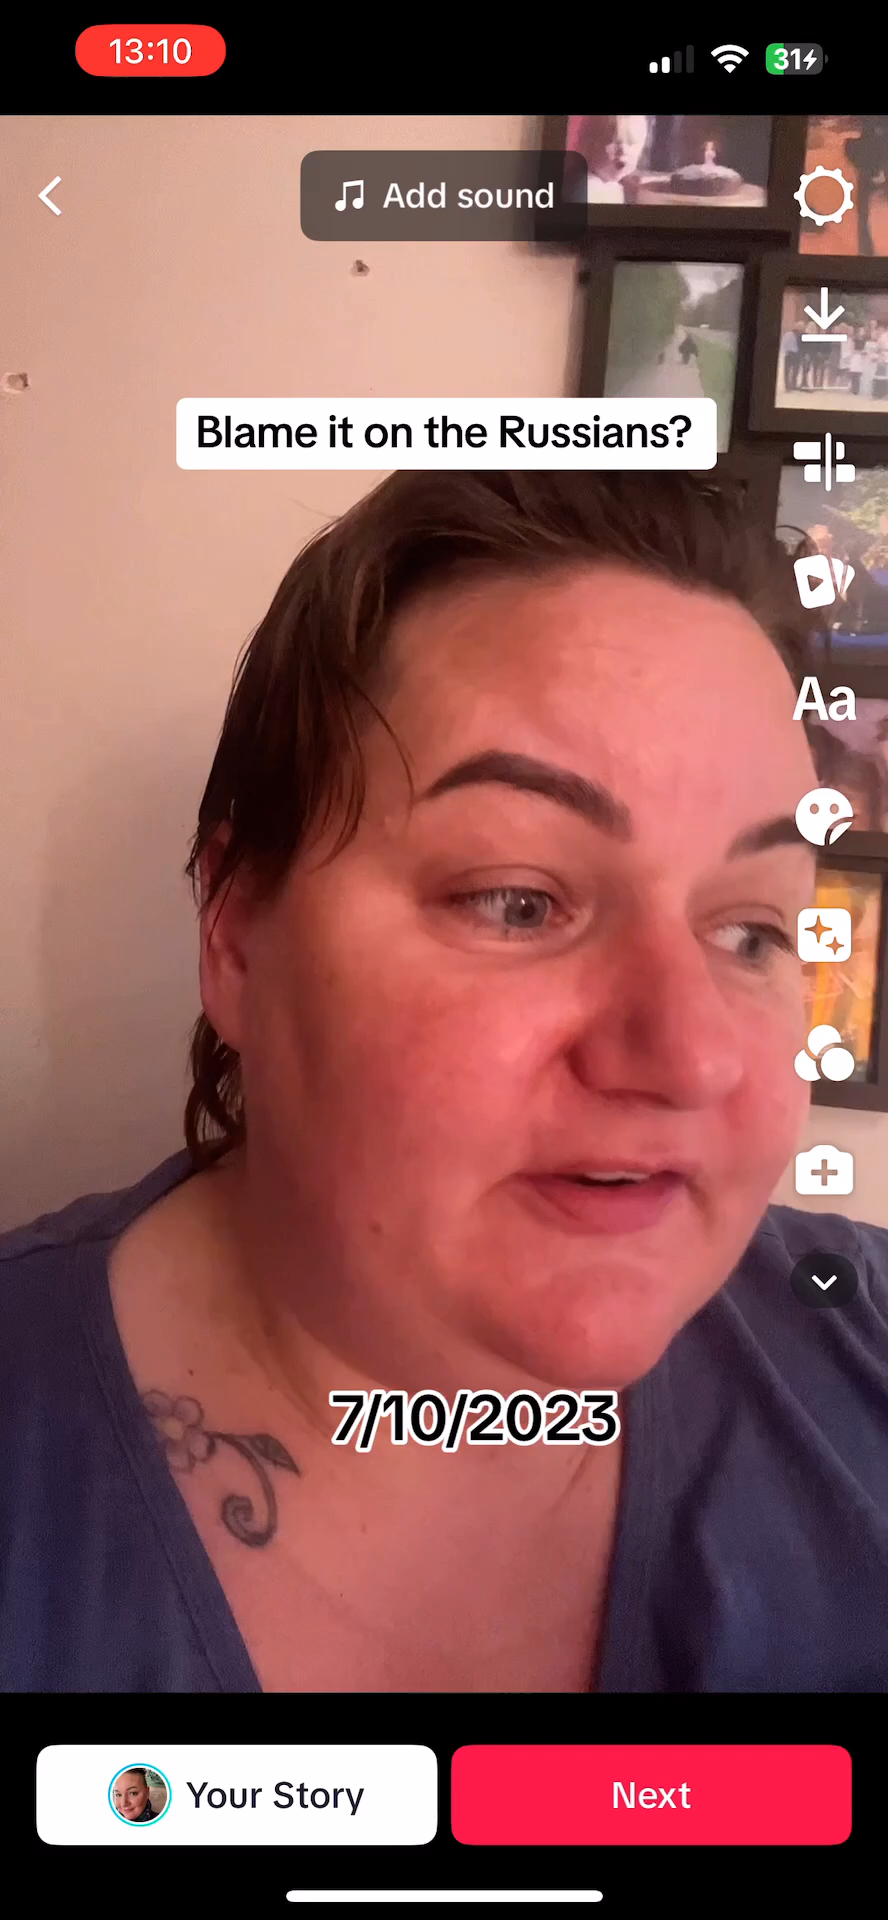 13:10
31
Add sound
Blame it on the Russians?
Aa
7/10/2023
Your Story
Next